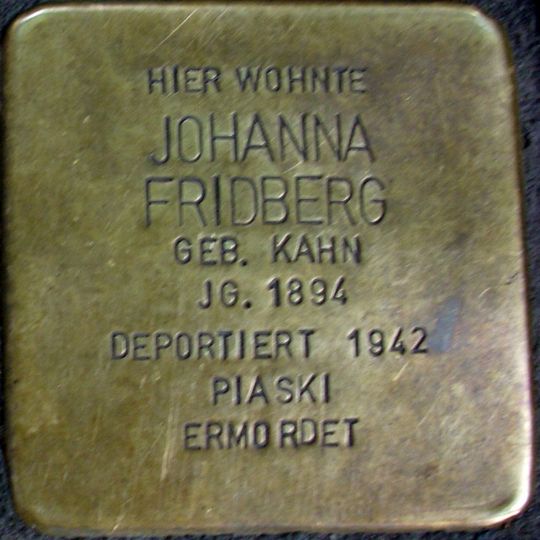 HIER WOHNTE
JOHANNA
FRIDBERG
GEB. KAHN
JG. 1894
DEPORTIERT 1942
PIASKI
ERMORDET